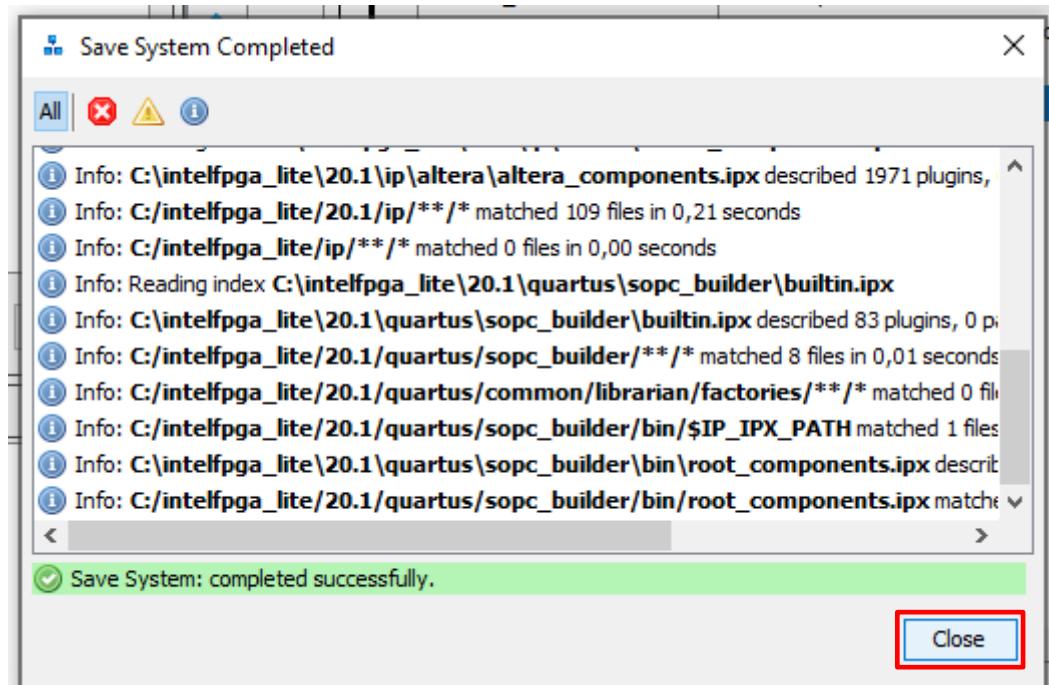 Save System Completed
All
Info: C:\intelfpga_lite\20.1\ip\altera\altera_components.ipx described 1971 plugins,
Info: C:/intelfpga_lite/20.1/ip/**/* matched 109 files in 0,21 seconds
Info: C:/intelfpga_lite/ip/**/* matched 0 files in 0,00 seconds
Info: Reading index C:\intelfpga_lite\20.1\quartus\sopc_builder\builtin.ipx
Info: C:\intelfpga_lite\20.1\quartus\sopc_builder\builtin.ipx described 83 plugins, 0
Info: C:/intelfpga_lite/20.1/quartus/sopc_builder/**/* matched 8 files in 0,01 seconds
Info: C:/intelfpga_lite/20.1/quartus/common/librarian/factories/**/* matched 0
Info: C:/intelfpga_lite/20.1/quartus/sopc_builder/bin/$IP_IPX_PATH matched 1 files
Info: C:\intelfpga_lite\20.1\quartus\sopc_builder\bin\root_components.ipx
Info: C:/intelfpga_lite/20.1/quartus/sopc_builder/bin/root_components.ipx
Save System: completed successfully.
Close